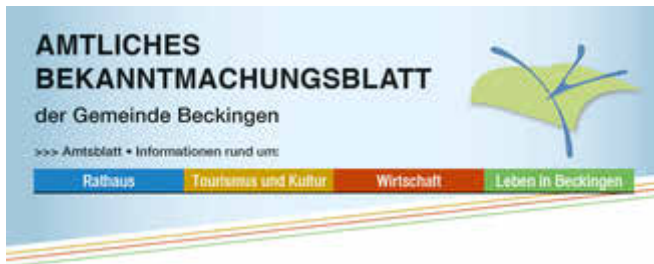 AMTLICHES
BEKANNTMACHUNGSBLATT
der Gemeinde Beckingen
>>> Amtsblatt • Informationen rund um:
Rathaus Tourismus und Kultur Wirtschaft Leben in Beckingen